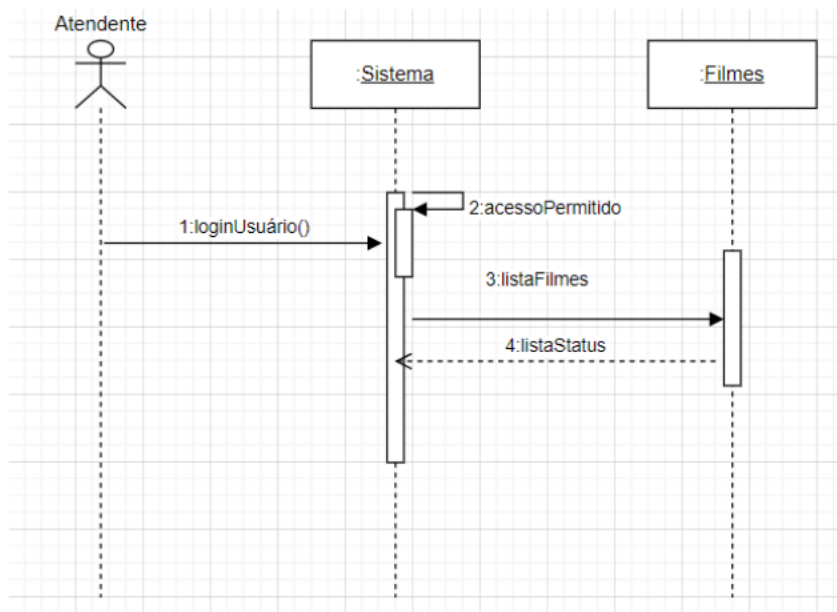 Atendente
:Sistema
:Filmes
2:acessoPermitido
1:loginUsuário()
3:listaFilmes
4:listaStatus